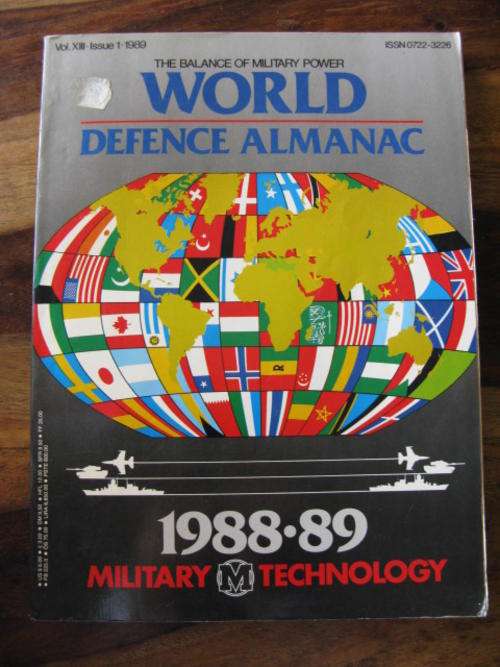 Vol. XIII · Issue 1 · 1989
ISSN 0722-3226
THE BALANCE OF MILITARY POWER
WORLD
DEFENCE ALMANAC
R
1988·89
MILITARY M TECHNOLOGY